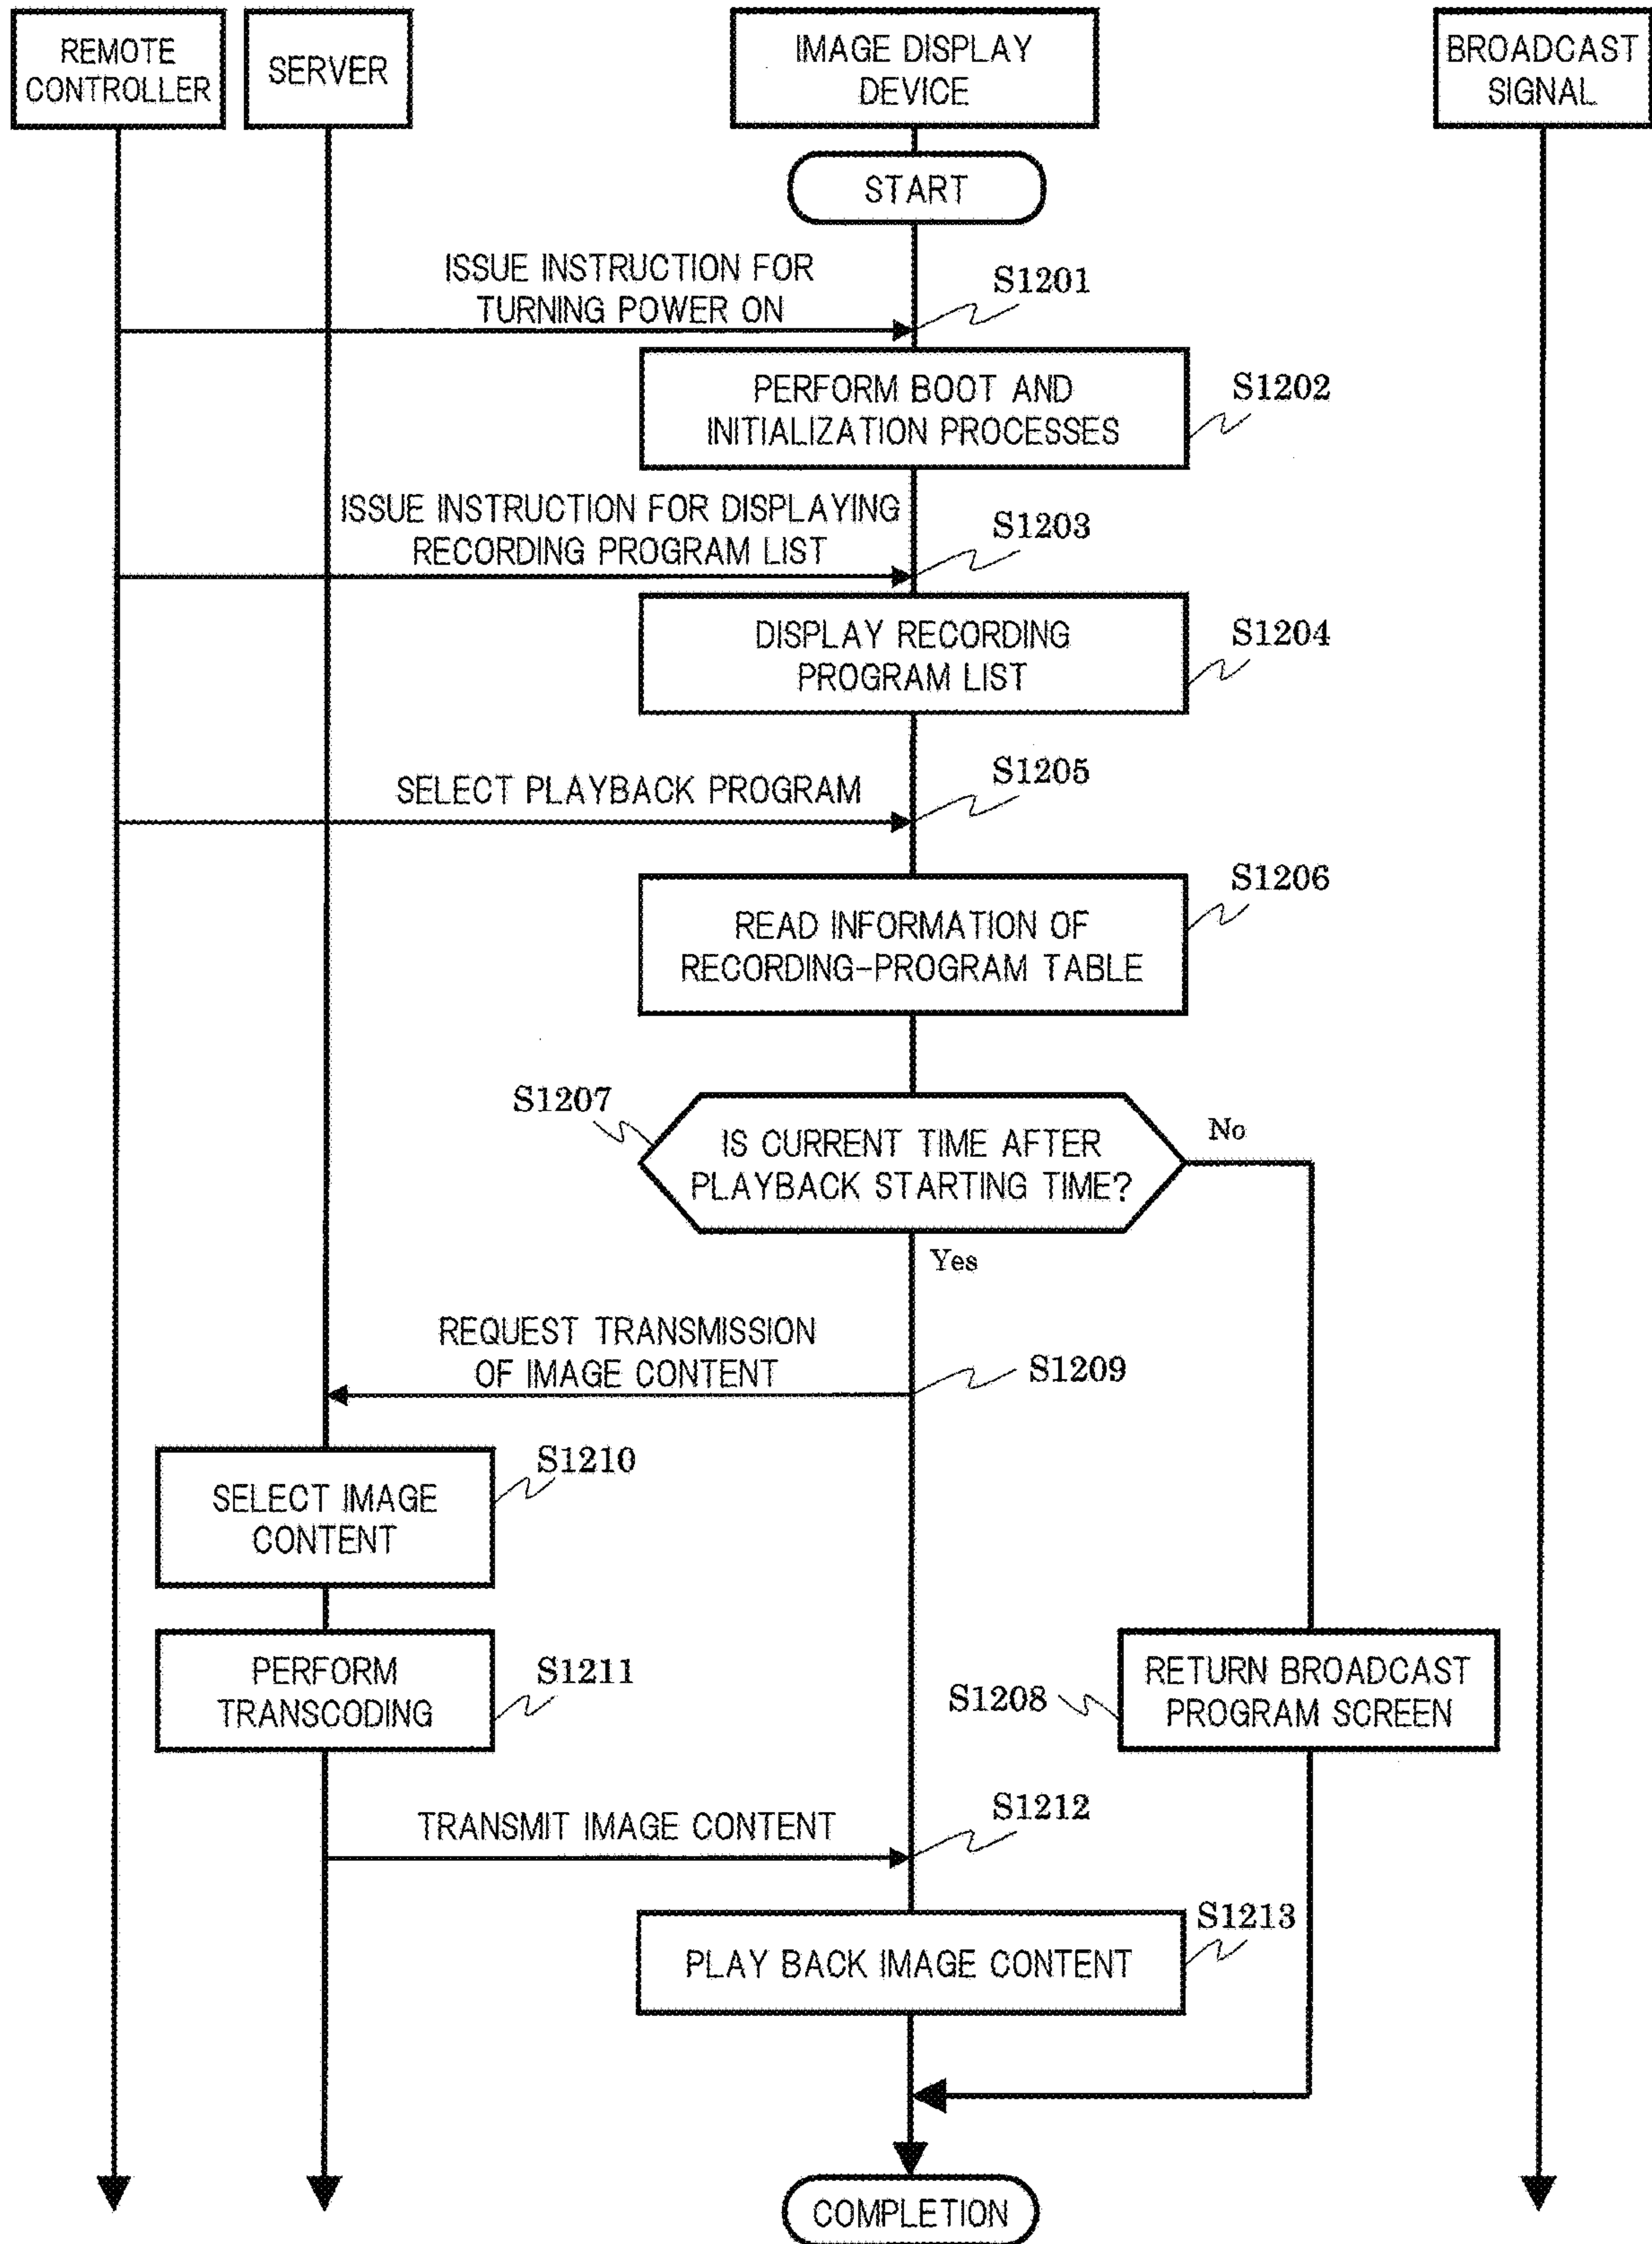 REMOTE
CONTROLLER
SERVER
IMAGE DISPLAY
DEVICE
BROADCAST
SIGNAL
START
ISSUE INSTRUCTION FOR
TURNING POWER ON
S1201
PERFORM BOOT AND
INITIALIZATION PROCESSES
S1202
ISSUE INSTRUCTION FOR DISPLAYING
RECORDING PROGRAM LIST
S1203
DISPLAY RECORDING
PROGRAM LIST
S1204
SELECT PLAYBACK PROGRAM
S1205
READ INFORMATION OF
RECORDING-PROGRAM TABLE
S1206
S1207
IS CURRENT TIME AFTER
PLAYBACK STARTING TIME?
No
Yes
REQUEST TRANSMISSION
OF IMAGE CONTENT
S1209
SELECT IMAGE
CONTENT
S1210
PERFORM
TRANSCODING
S1211
S1208
RETURN BROADCAST
PROGRAM SCREEN
TRANSMIT IMAGE CONTENT
S1212
PLAY BACK IMAGE CONTENT
S1213
COMPLETION